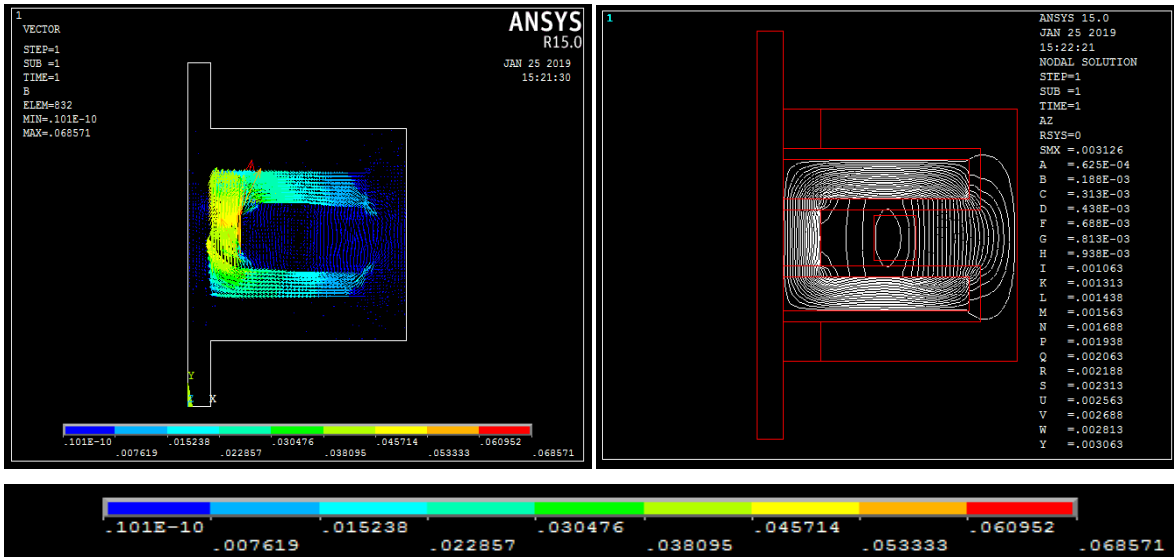 1
VECTOR
STEP=1
SUB =1
TIME=1
B
ELEM=832
MIN=.101E-10
MAX=.068571
ANSYS
R15.0
JAN 25 2019
15:21:30
Y
X
.101E-10 .015238 .030476 .045714 .060952
.007619 .022857 .038095 .053333 .068571
1
ANSYS 15.0
JAN 25 2019
15:22:21
NODAL SOLUTION
STEP=1
SUB =1
TIME=1
AZ
RSYS=0
SMX =.003126
A =.625E-04
B =.188E-03
C =.313E-03
D =.438E-03
F =.688E-03
G =.813E-03
H =.938E-03
I =.001063
K =.001313
L =.001438
M =.001563
N =.001688
P =.001938
Q =.002063
R =.002188
S =.002313
U =.002563
V =.002688
W =.002813
Y =.003063
.101E-10 .015238 .030476 .045714 .060952
.007619 .022857 .038095 .053333 .068571